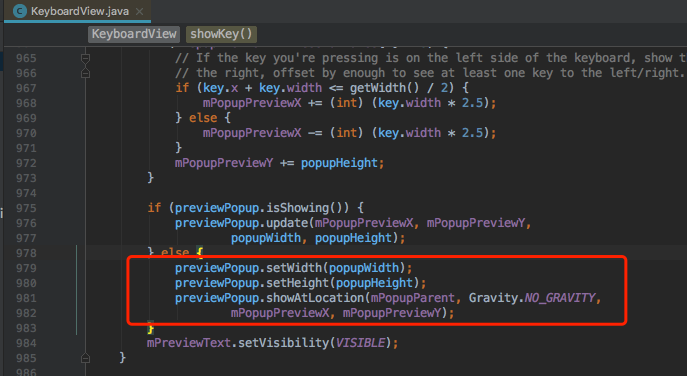 KeyboardView.java
KeyboardView showKey()
965 // If the key you're pressing is on the left side of the keyboard, show t
966 // the right, offset by enough to see at least one key to the left/right.
967 if (key.x + key.width <= getWidth() / 2) {
968 mPopupPreviewX += (int) (key.width * 2.5);
969 } else {
970 mPopupPreviewX -= (int) (key.width * 2.5);
971 }
972 mPopupPreviewY += popupHeight;
973 }
974
975 if (previewPopup.isShowing()) {
976 previewPopup.update(mPopupPreviewX, mPopupPreviewY,
977 popupWidth, popupHeight);
978 } else {
979 previewPopup.setWidth(popupWidth);
980 previewPopup.setHeight(popupHeight);
981 previewPopup.showAtLocation(mPopupParent, Gravity.NO_GRAVITY,
982 mPopupPreviewX, mPopupPreviewY);
983 }
984 mPreviewText.setVisibility(VISIBLE);
985 }
986